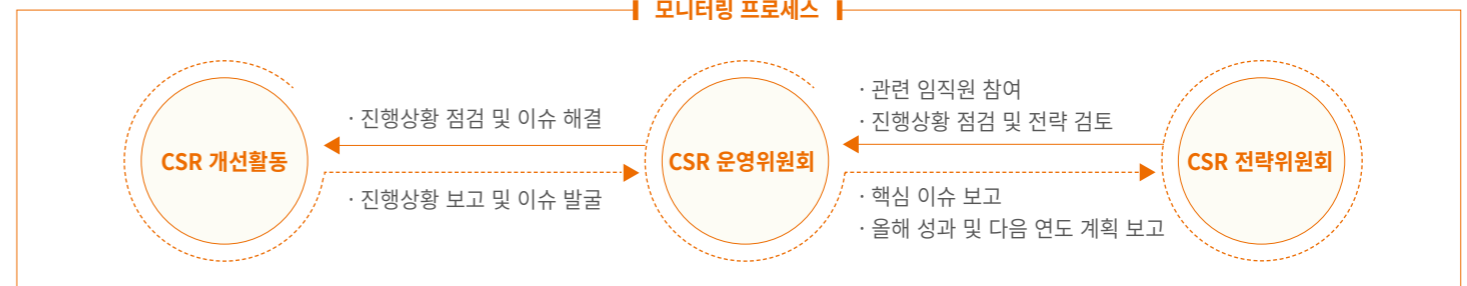 모니터링 프로세스
CSR 개선활동
· 진행상황 점검 및 이슈 해결
· 진행상황 보고 및 이슈 발굴
CSR 운영위원회
· 관련 임직원 참여
· 진행상황 점검 및 전략 검토
· 핵심 이슈 보고
· 올해 성과 및 다음 연도 계획 보고
CSR 전략위원회